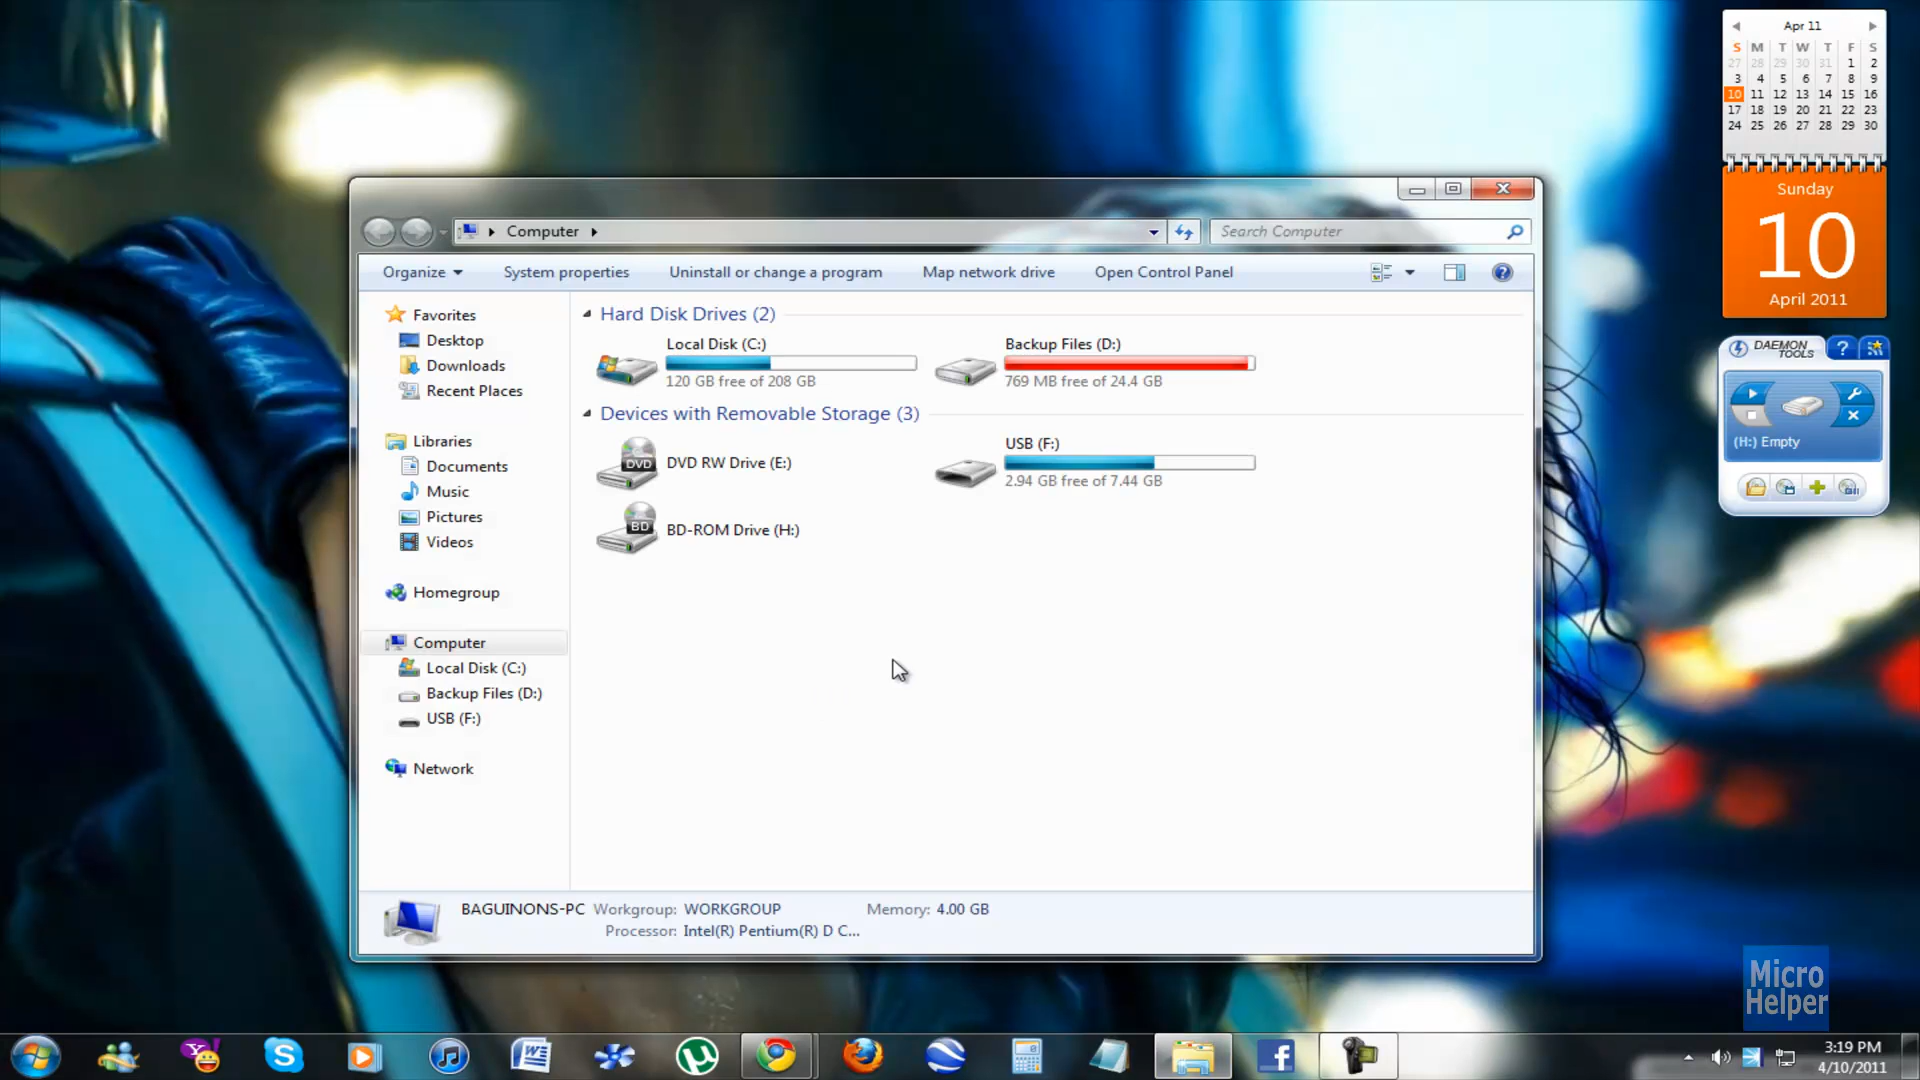 Apr 11
S M T W T F S
27 28 29 30 31 1 2
3 4 5 6 7 8 9
10 11 12 13 14 15 16
17 18 19 20 21 22 23
24 25 26 27 28 29 30
Sunday
10
April 2011
DAEMON
TOOLS
(H:) Empty
Computer
Search Computer
Organize System properties Uninstall or change a program Map network drive Open Control Panel
Favorites
Desktop
Downloads
Recent Places
Libraries
Documents
Music
Pictures
Videos
Homegroup
Computer
Local Disk (C:)
Backup Files (D:)
USB (F:)
Network
Hard Disk Drives (2)
Local Disk (C:)
120 GB free of 208 GB
Backup Files (D:)
769 MB free of 24.4 GB
Devices with Removable Storage (3)
DVD
DVD RW Drive (E:)
USB (F:)
2.94 GB free of 7.44 GB
BD
BD-ROM Drive (H:)
BAGUINONS-PC Workgroup: WORKGROUP Memory: 4.00 GB
Processor: Intel(R) Pentium(R) D C...
Micro
Helper
3:19 PM
4/10/2011